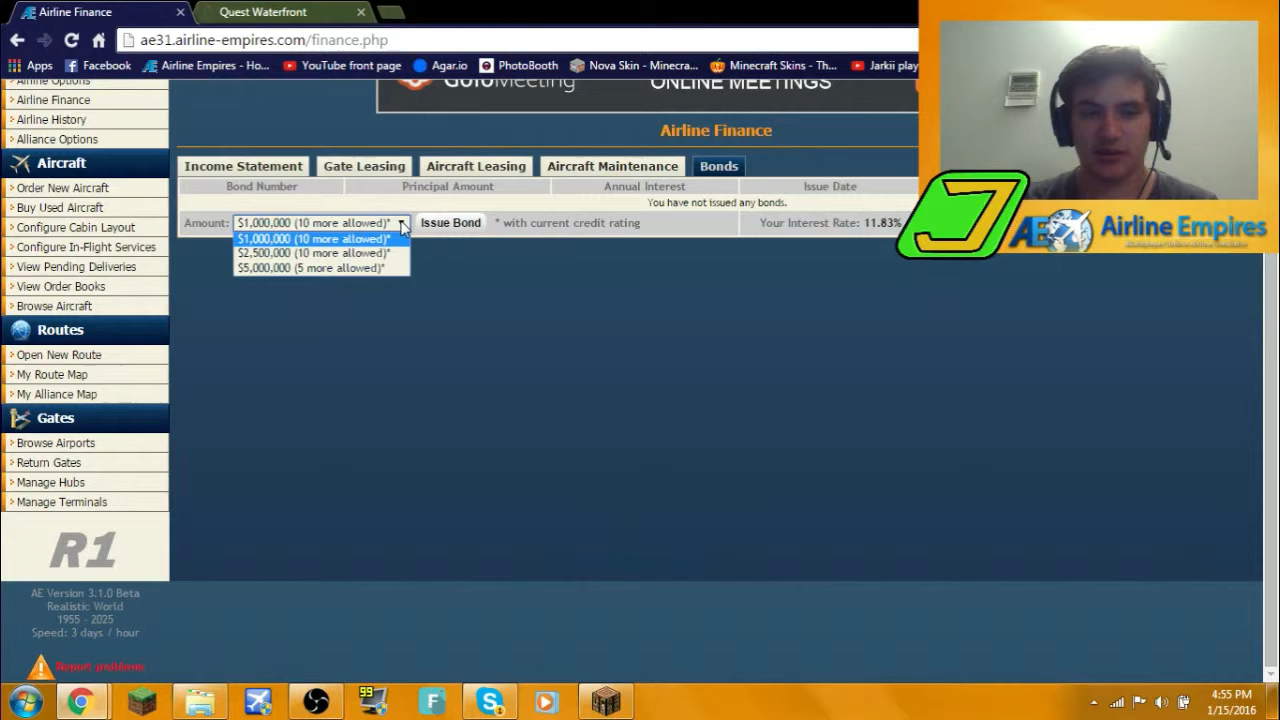 Airline Finance
Quest Waterfront
ae31.airline-empires.com/finance.php
Apps
Facebook
Airline Empires - Ho...
YouTube front page
Agar.io
PhotoBooth
Nova Skin - Minecra...
Minecraft Skins - Th...
Jarkii play
Airline Finance
Airline History
Alliance Options
Aircraft
Order New Aircraft
Buy Used Aircraft
Configure Cabin Layout
Configure In-Flight Services
View Pending Deliveries
View Order Books
Browse Aircraft
Routes
Open New Route
My Route Map
My Alliance Map
Gates
Browse Airports
Return Gates
Manage Hubs
Manage Terminals
R1
AE Version 3.1.0 Beta
Realistic World
1955 - 2025
Speed: 3 days / hour
Report problems
ONLINE MEETINGS
Airline Finance
Income Statement
Gate Leasing
Aircraft Leasing
Aircraft Maintenance
Bonds
Bond Number
Principal Amount
Annual Interest
Issue Date
You have not issued any bonds.
Amount: $1,000,000 (10 more allowed)* Issue Bond * with current credit rating Your Interest Rate: 11.83%
$1,000,000 (10 more allowed)*
$2,500,000 (10 more allowed)*
$5,000,000 (5 more allowed)*
J
AE Airline Empires
99
F
S
4:55 PM
1/15/2016